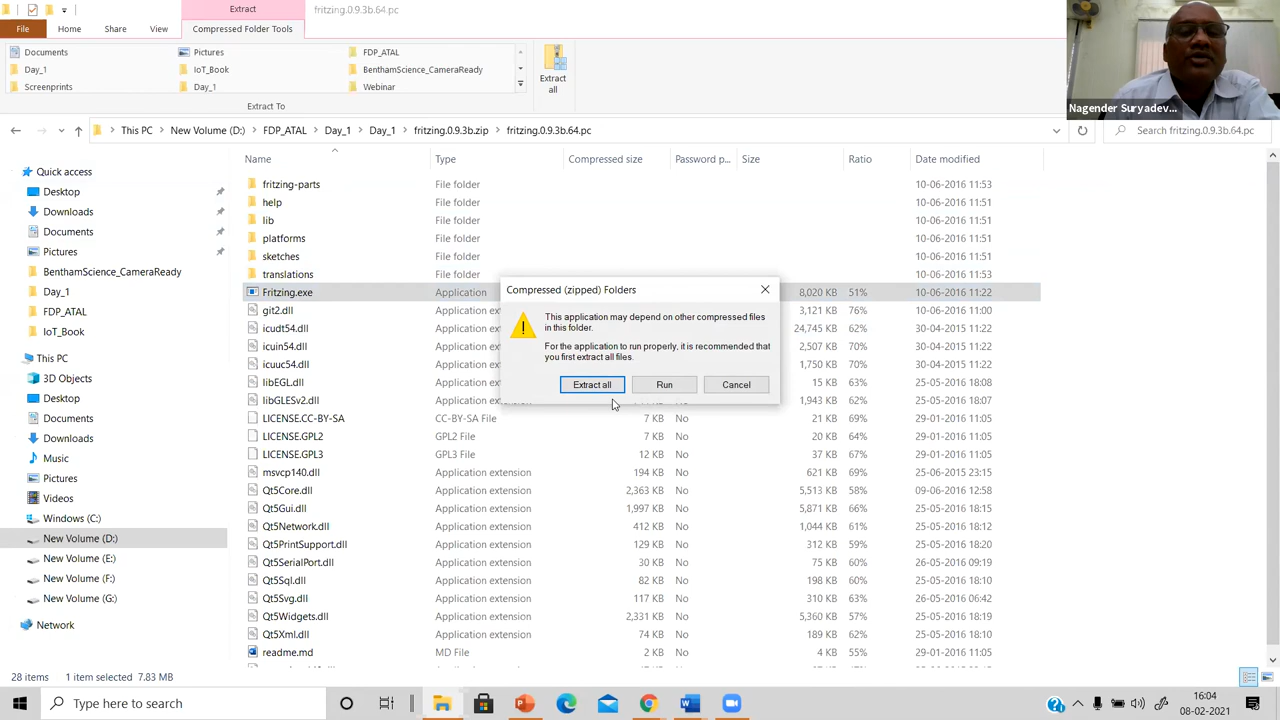 Extract
fritzing.0.9.3b.64.pc
File
Home
Share
View
Compressed Folder Tools
Documents
Pictures
FDP_ATAL
Day_1
IoT_Book
BenthamScience_CameraReady
Screenprints
Day_1
Webinar
Extract all
Extract To
Nagender Suryadev...
This PC
New Volume (D:)
FDP_ATAL
Day_1
Day_1
fritzing.0.9.3b.zip
fritzing.0.9.3b.64.pc
Search fritzing.0.9.3b.64.pc
Name Type Compressed size Password p... Size Ratio Date modified
Quick access
Desktop
Downloads
Documents
Pictures
BenthamScience_CameraReady
Day_1
FDP_ATAL
IoT_Book
This PC
3D Objects
Desktop
Documents
Downloads
Music
Pictures
Videos
Windows (C:)
New Volume (D:)
New Volume (E:)
New Volume (F:)
New Volume (G:)
Network
fritzing-parts File folder 10-06-2016 11:53
help File folder 10-06-2016 11:51
lib File folder 10-06-2016 11:51
platforms File folder 10-06-2016 11:51
sketches File folder 10-06-2016 11:51
translations File folder 10-06-2016 11:53
Fritzing.exe Application 8,020 KB 51% 10-06-2016 11:22
git2.dll Application ex 3,121 KB 76% 10-06-2016 11:00
icudt54.dll Application ex 24,745 KB 32% 30-04-2015 11:22
icuin54.dll Application ex 2,507 KB 70% 30-04-2015 11:22
icuuc54.dll Application ex 1,750 KB 63% 30-04-2015 11:22
libEGL.dll Application ex 15 KB 63% 25-05-2016 18:08
libGLESv2.dll Application ext 1,943 KB 62% 25-05-2016 18:07
LICENSE.CC-BY-SA CC-BY-SA File 7 KB No 21 KB 69% 29-01-2016 11:05
LICENSE.GPL2 GPL2 File 7 KB No 20 KB 64% 29-01-2016 11:05
LICENSE.GPL3 GPL3 File 12 KB No 37 KB 67% 29-01-2016 11:05
msvcp140.dll Application extension 194 KB No 621 KB 69% 25-06-2015 23:15
Qt5Core.dll Application extension 2,363 KB No 5,513 KB 58% 09-06-2016 12:58
Qt5Gui.dll Application extension 1,997 KB No 5,871 KB 66% 25-05-2016 18:15
Qt5Network.dll Application extension 412 KB No 1,044 KB 61% 25-05-2016 18:12
Qt5PrintSupport.dll Application extension 129 KB No 312 KB 59% 25-05-2016 18:20
Qt5SerialPort.dll Application extension 30 KB No 75 KB 60% 26-05-2016 09:19
Qt5Sql.dll Application extension 82 KB No 198 KB 60% 25-05-2016 18:10
Qt5Svg.dll Application extension 117 KB No 310 KB 63% 26-05-2016 06:42
Qt5Widgets.dll Application extension 2,331 KB No 5,360 KB 57% 25-05-2016 18:19
Qt5Xml.dll Application extension 74 KB No 189 KB 62% 25-05-2016 18:10
readme.md MD File 2 KB No 4 KB 55% 29-01-2016 11:05
Compressed (zipped) Folders
This application may depend on other compressed files
in this folder.
For the application to run properly, it is recommended that
you first extract all files.
Extract all
Run
Cancel
28 items 1 item selected 7.83 MB
Type here to search
16:04
08-02-2021